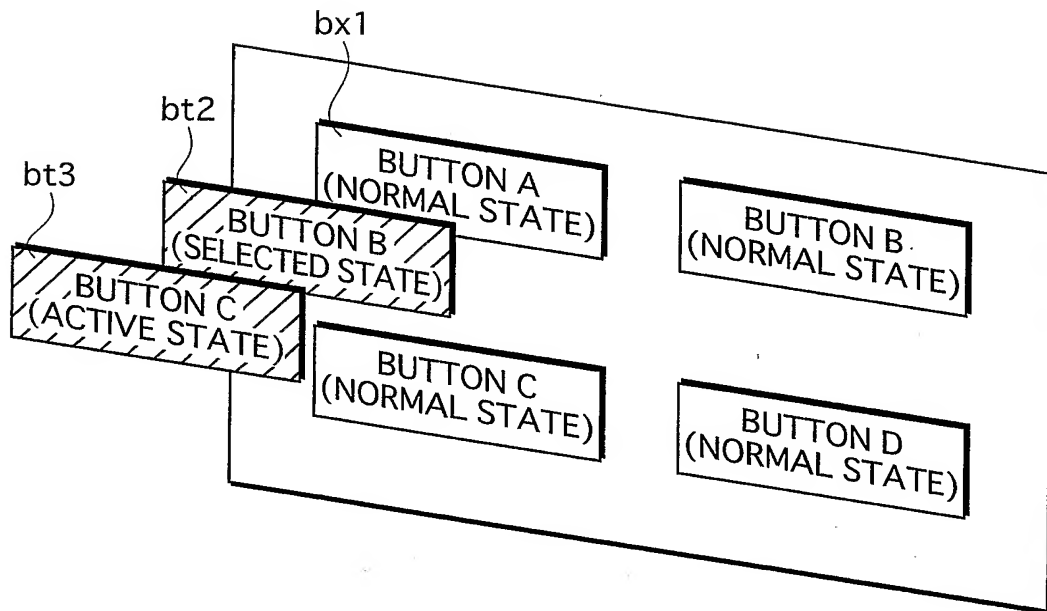 bx1
bt2
bt3
BUTTON A
(NORMAL STATE)
BUTTON B
(SELECTED STATE)
BUTTON C
(ACTIVE STATE)
BUTTON B
(NORMAL STATE)
BUTTON C
(NORMAL STATE)
BUTTON D
(NORMAL STATE)